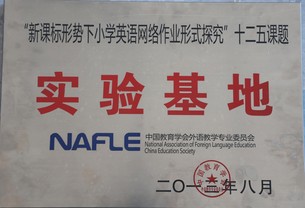 “新课标形势下小学英语网络作业形式探究”十二五课题
实验基地
NAFLE
中国教育学会外语教学专业委员会
National Association of Foreign Language Education
China Education Society
二〇一三年八月